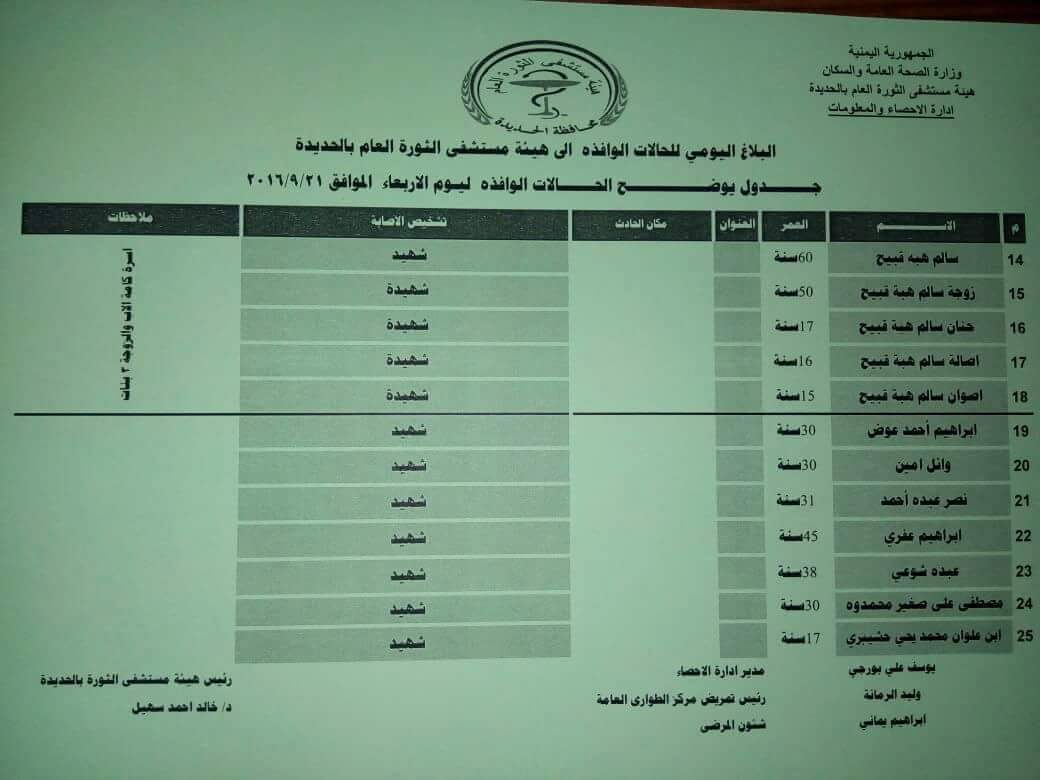 الجمهورية اليمنية
وزارة الصحة العامة والسكان
هيئة مستشفى الثورة العام بالحديدة
ادارة الاحصاء والمعلومات
هيئة مستشفى الثورة العام
محافظة الحديدة
البلاغ اليومي للحالات الوافذه الى هيئة مستشفى الثورة العام بالحديدة
جدول يوضح الحالات الوافذه ليوم الاربعاء الموافق ٢٠١٦/٩/٢١
م الاسم العمر العنوان مكان الحادث تشخيص الاصابة ملاحظات
14 سالم هبه قبيح 60سنة شهيد
15 زوجة سالم هبة قبيح 50سنة شهيدة
16 حنان سالم هبة قبيح 17سنة شهيدة
17 اصالة سالم هبة قبيح 16سنة شهيدة
18 اصوان سالم هبة قبيح 15سنة شهيدة
اسرة كامة الاب والزوجة ٣ بنات
19 ابراهيم أحمد عوض 30سنة شهيد
20 وائل امين 30سنة شهيد
21 نصر عبده أحمد 31سنة شهيد
22 ابراهيم عفري 45سنة شهيد
23 عبده شوعي 38سنة شهيد
24 مصطفى على صغير محمدوه 30سنة شهيد
25 ابن علوان محمد يحي حشيبري 17سنة شهيد
يوسف علي بورجي مدير ادارة الاحصاء رئيس هيئة مستشفى الثورة بالحديدة
وليد الرمانة رئيس تمريض مركز الطوارى العامة د/ خالد احمد سهيل
ابراهيم يماني شئون المرضى